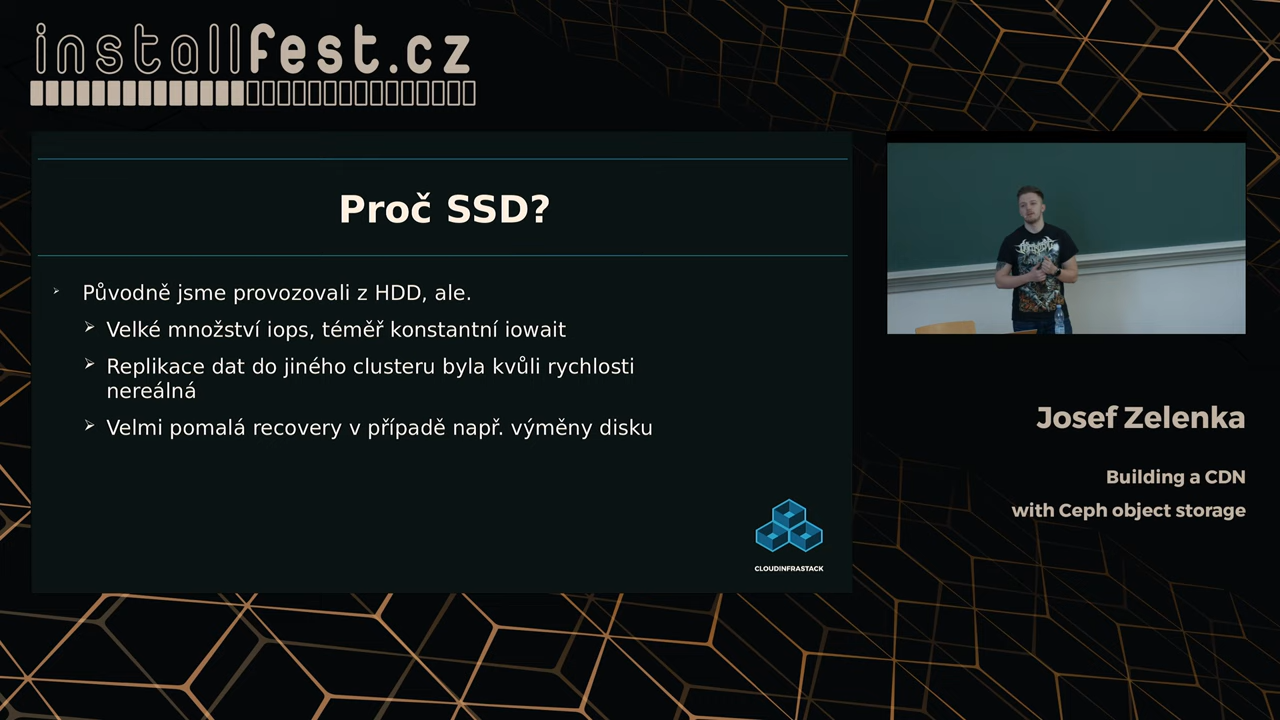 installfest.cz
Proč SSD?
Původně jsme provozovali z HDD, ale.
Velké množství iops, téměř konstantní iowait
Replikace dat do jiného clusteru byla kvůli rychlosti
nereálná
Velmi pomalá recovery v případě např. výměny disku
CLOUDINFRASTACK
Josef Zelenka
Building a CDN
with Ceph object storage